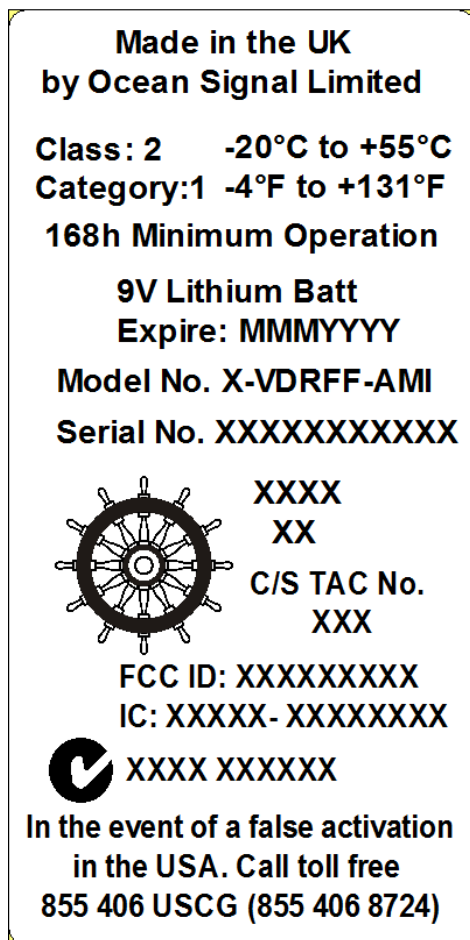 Made in the UK
by Ocean Signal Limited
Class: 2 -20°C to +55°C
Category:1 -4°F to +131°F
168h Minimum Operation
9V Lithium Batt
Expire: MMMYYYY
Model No. X-VDRFF-AMI
Serial No. XXXXXXXXXXX
XXXX
XX
C/S TAC No.
XXX
FCC ID: XXXXXXXXX
IC: XXXXX- XXXXXXXX
XXXX XXXXXX
In the event of a false activation
in the USA. Call toll free
855 406 USCG (855 406 8724)